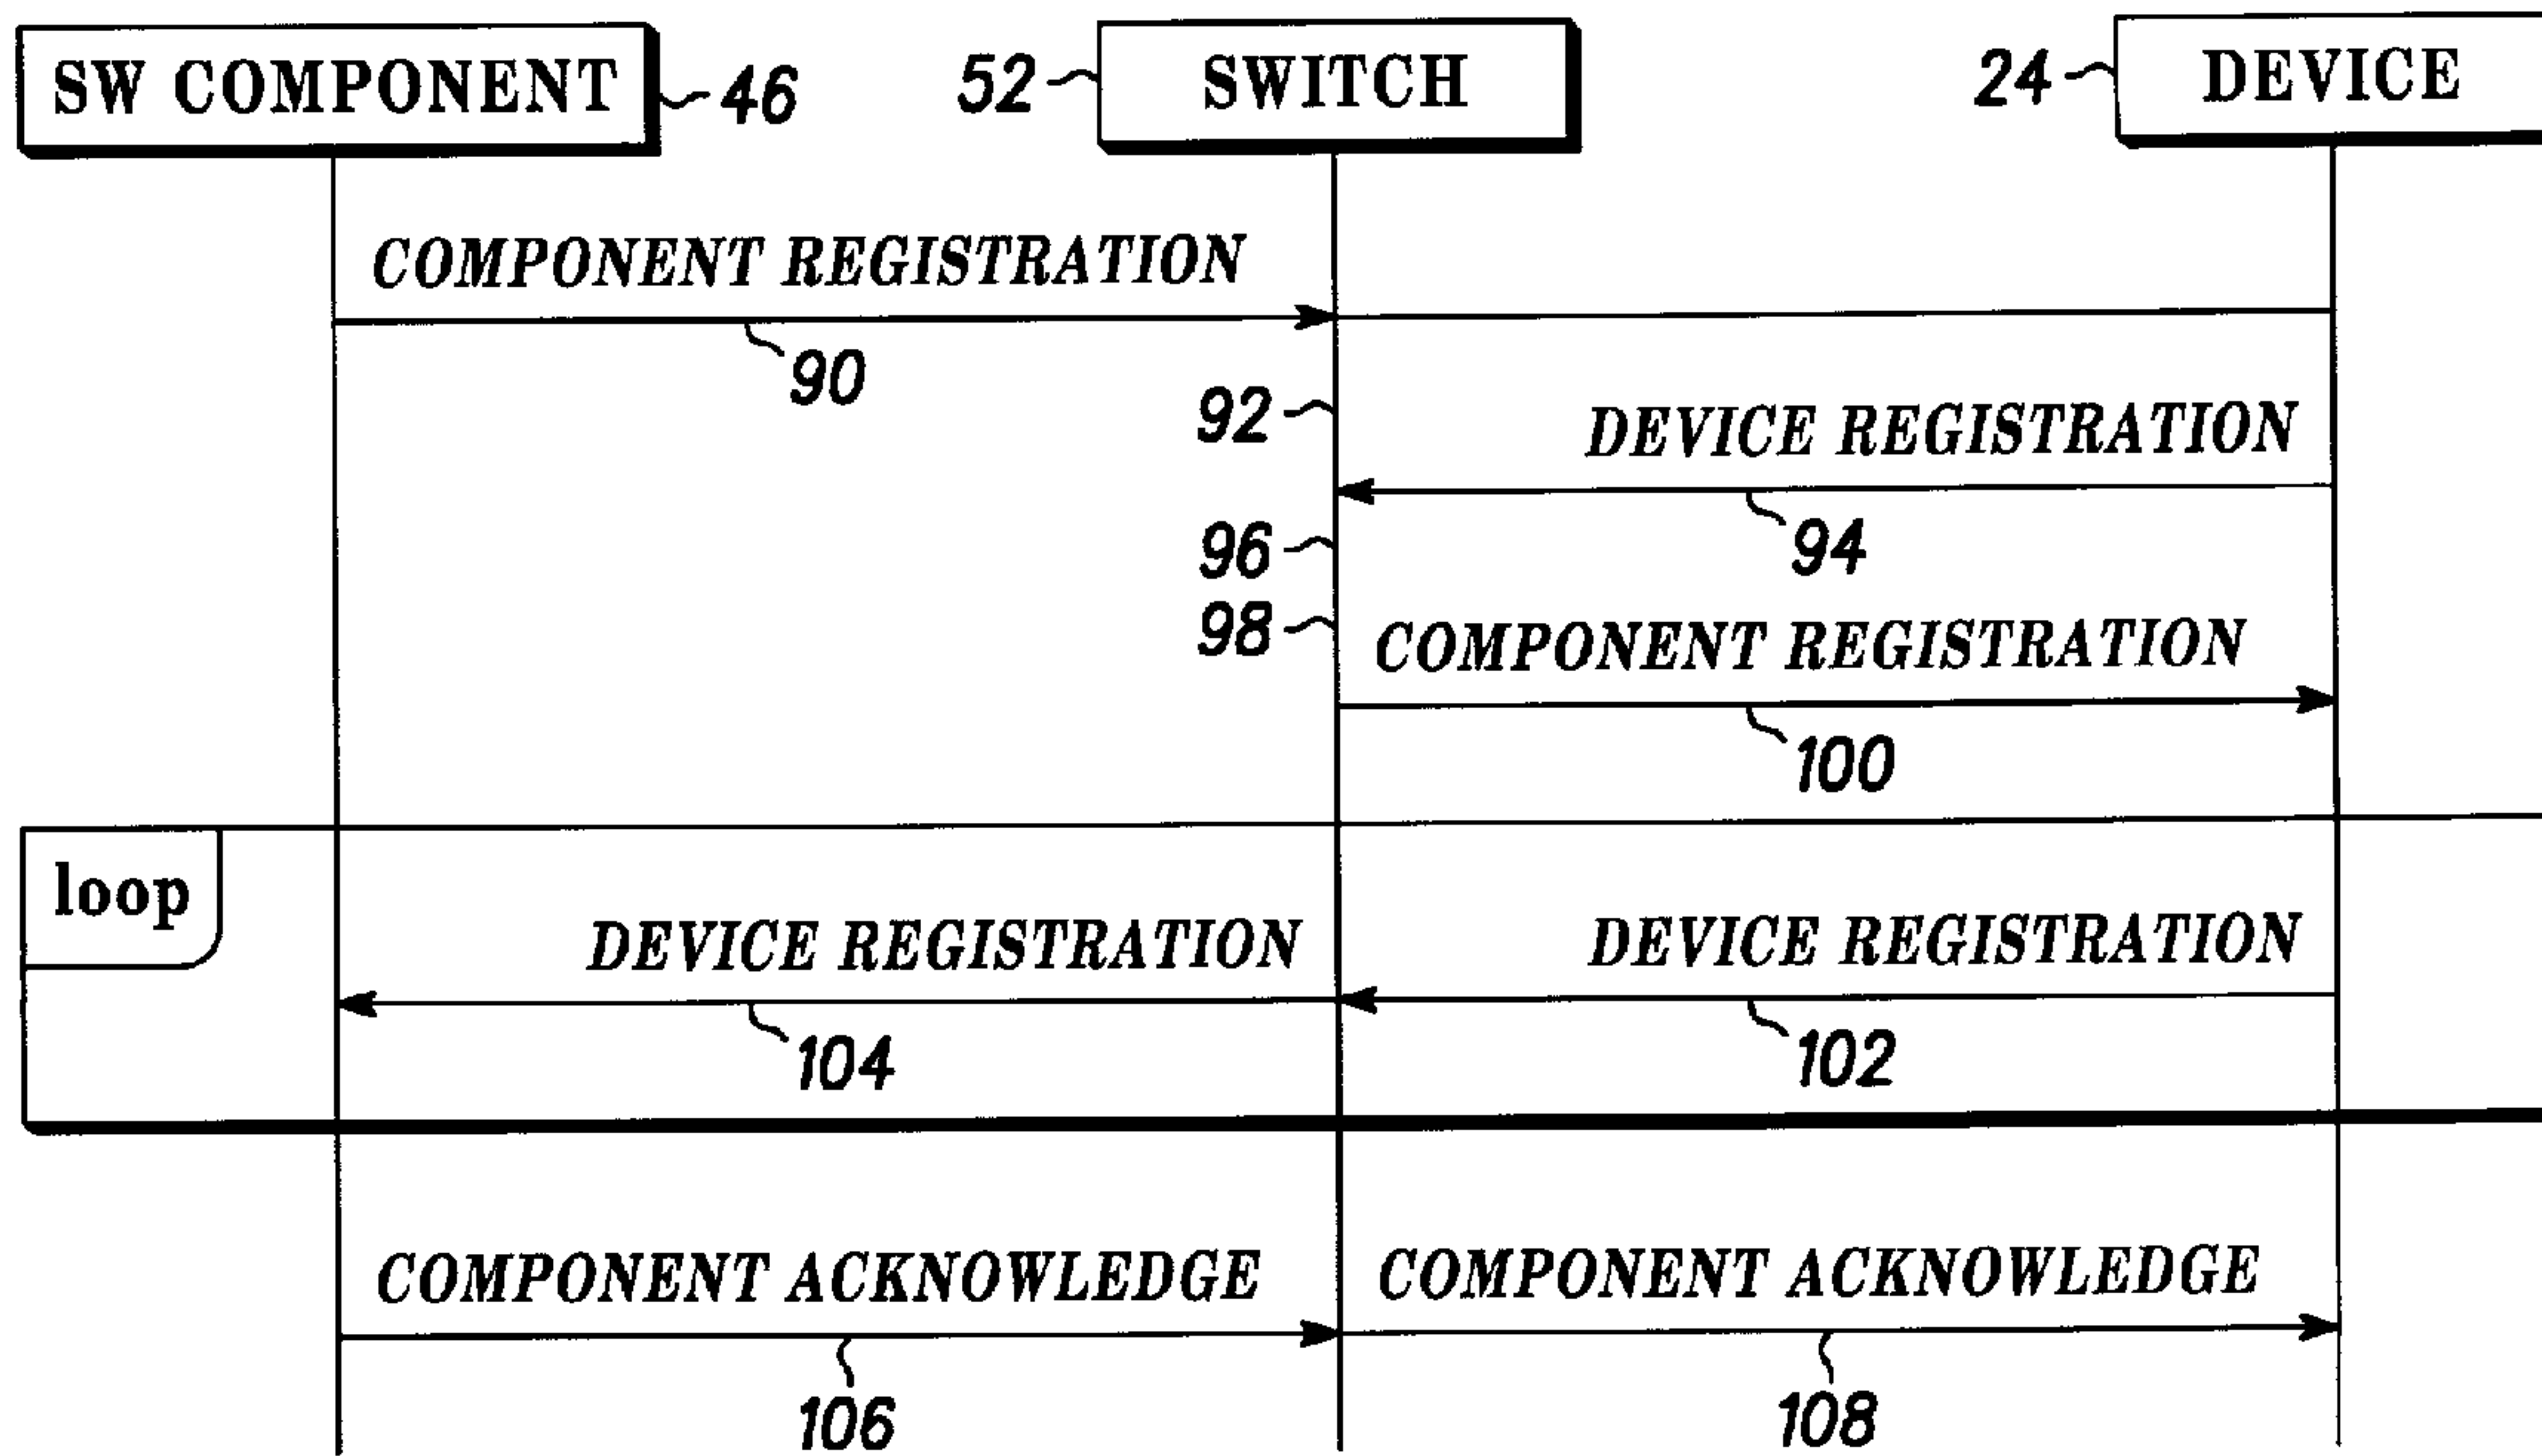 SW COMPONENT
46
52
SWITCH
24
DEVICE
COMPONENT REGISTRATION
90
92
DEVICE REGISTRATION
94
96
98
COMPONENT REGISTRATION
100
loop
DEVICE REGISTRATION
DEVICE REGISTRATION
104
102
COMPONENT ACKNOWLEDGE
COMPONENT ACKNOWLEDGE
106
108